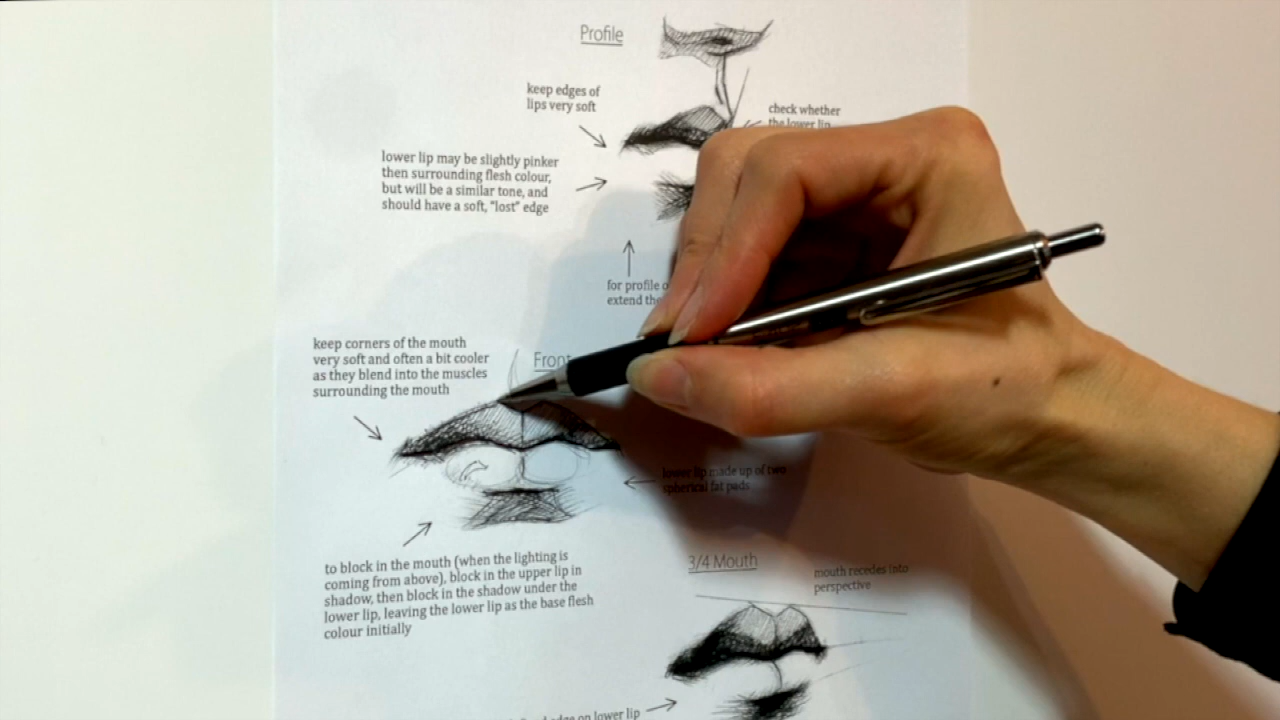 Profile
keep edges of
lips very soft
check whether
the lower lip
lower lip may be slightly pinker
then surrounding flesh colour,
but will be a similar tone, and
should have a soft, "lost" edge
for profile
extend the
keep corners of the mouth
very soft and often a bit cooler
as they blend into the muscles
surrounding the mouth
Front
lower lip made up of two
spherical fat pads
to block in the mouth (when the lighting is
coming from above), block in the upper lip in
shadow, then block in the shadow under the
lower lip, leaving the lower lip as the base flesh
colour initially
3/4 Mouth
mouth recedes into
perspective
edge on lower lip